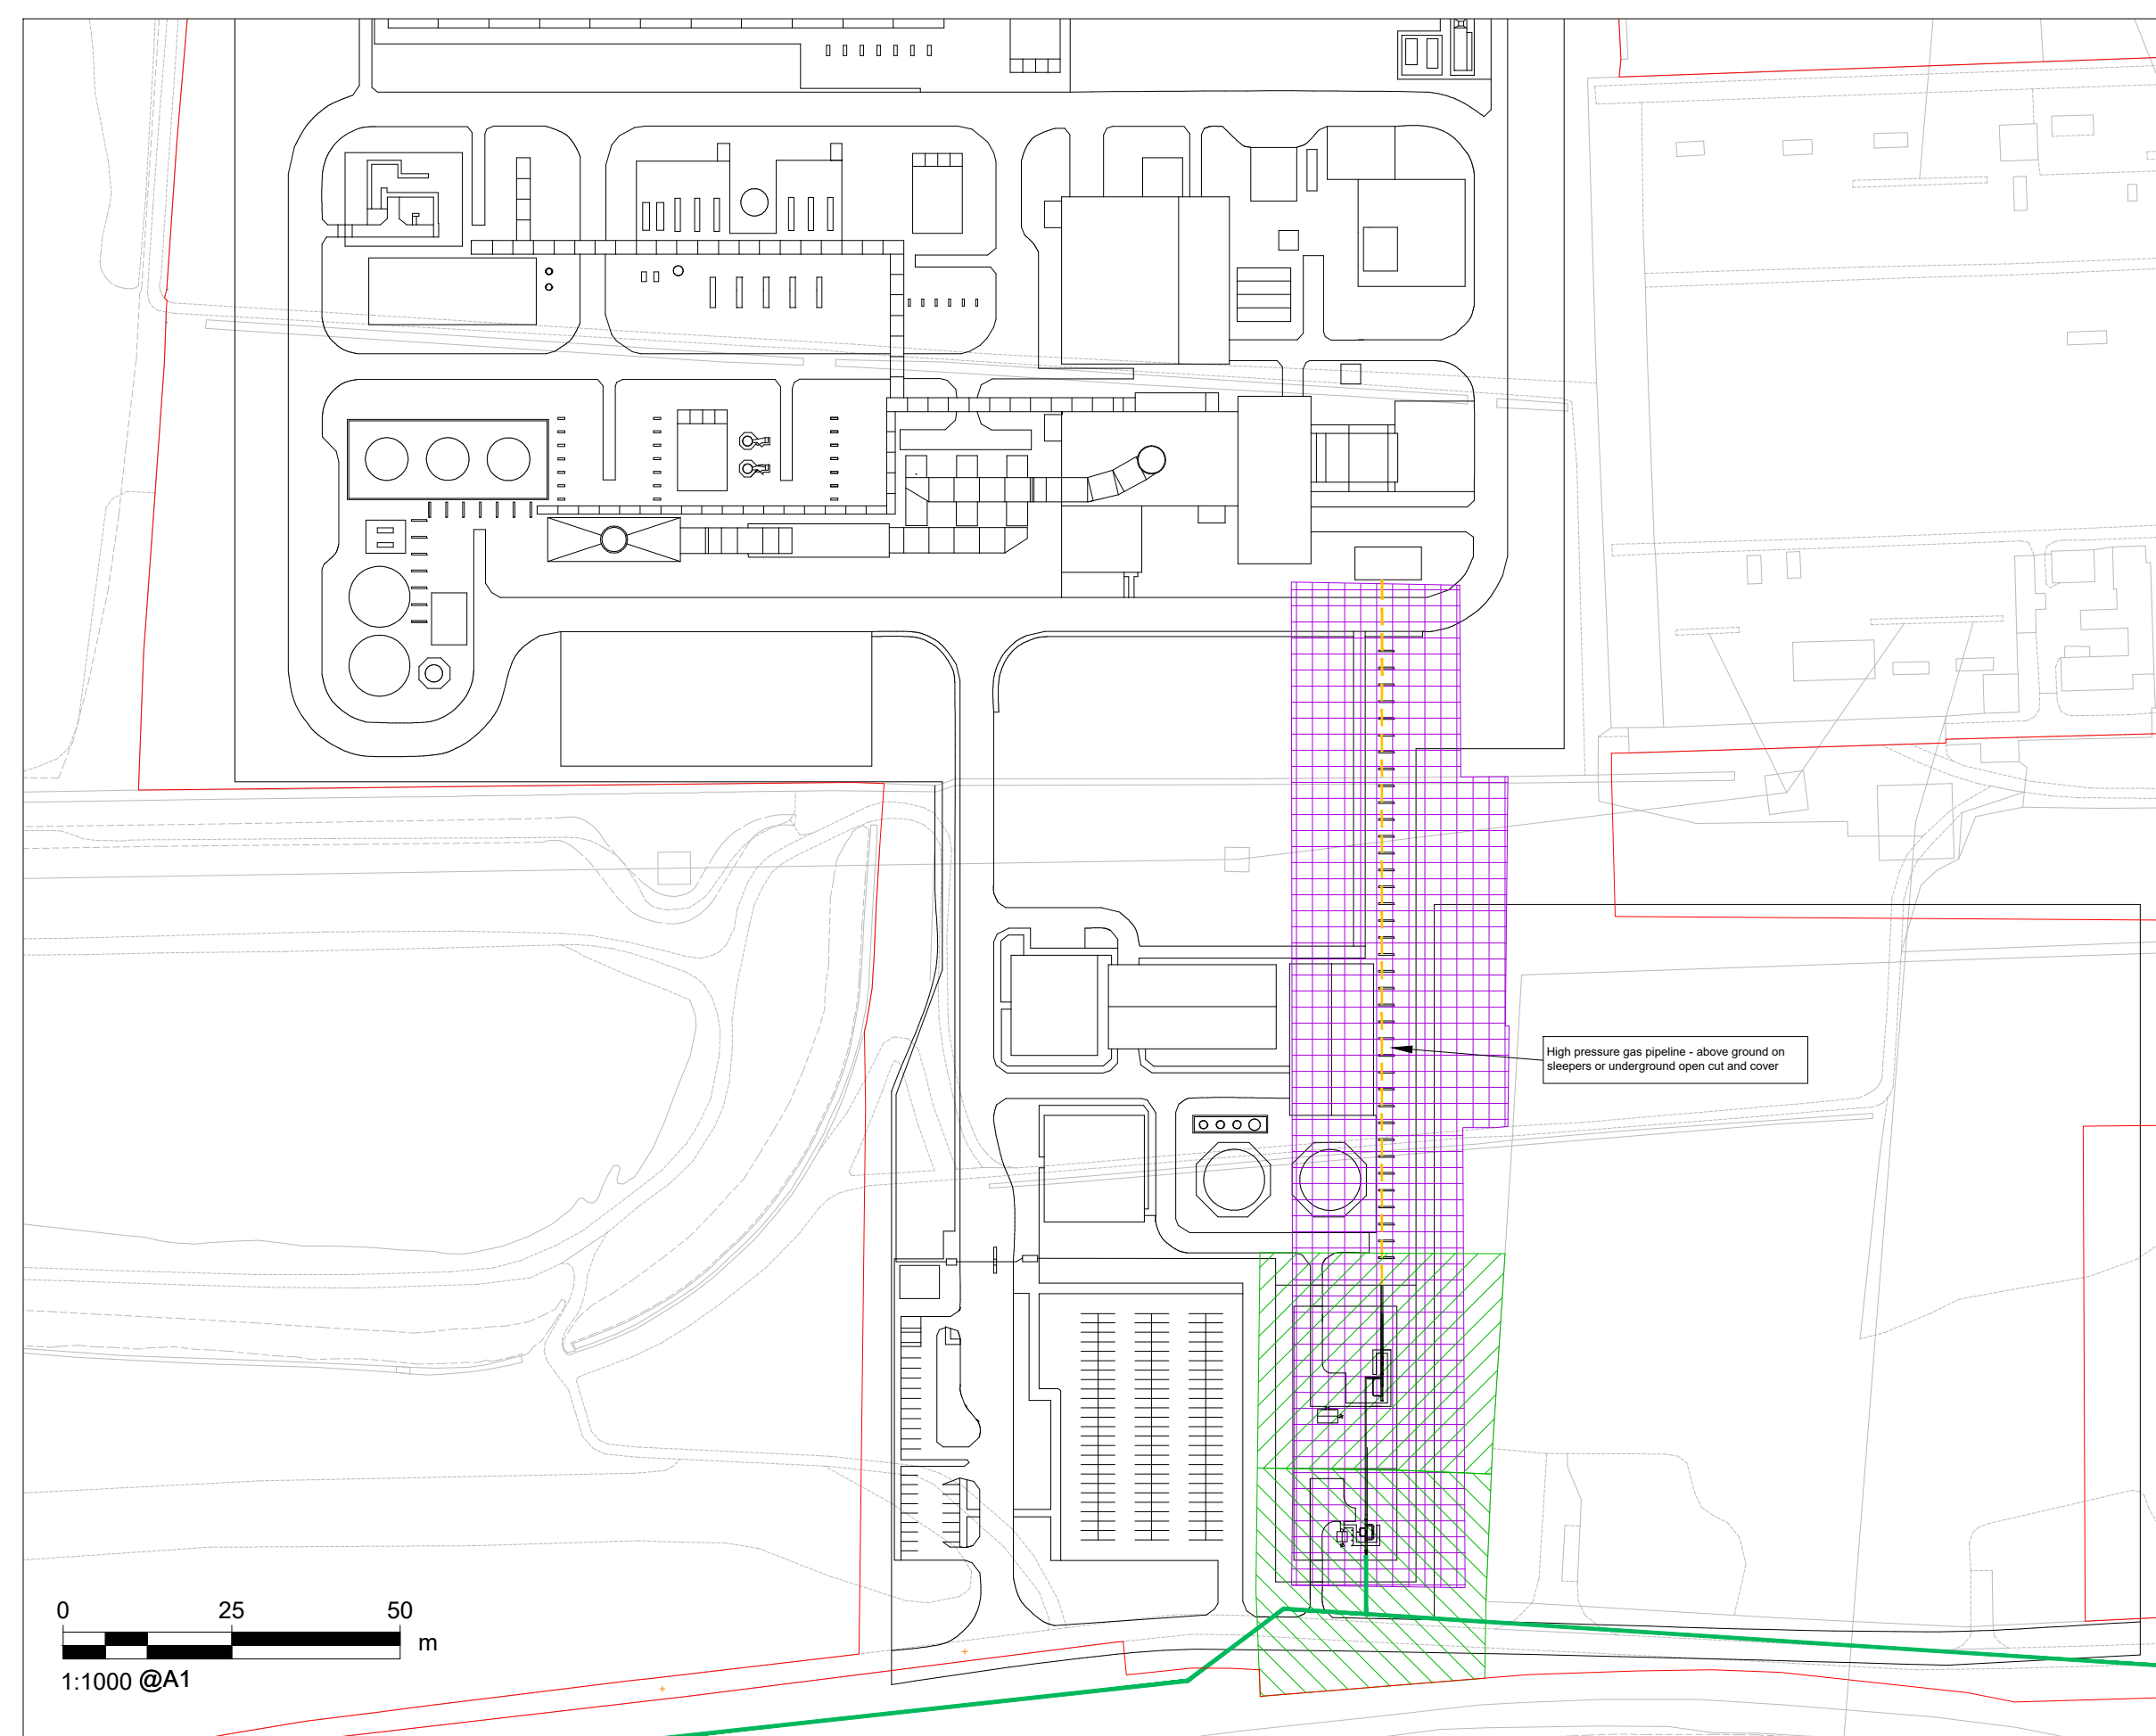 High pressure gas pipeline - above ground on
sleepers or underground open cut and cover
0 25 50
m
1:1000 @A1